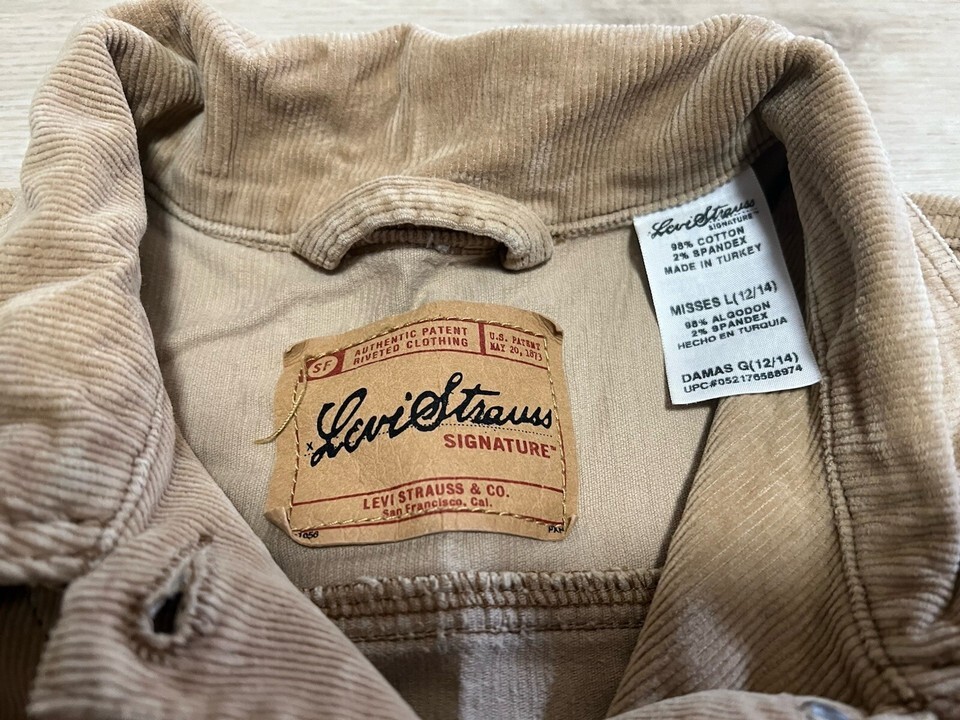 SF
AUTHENTIC PATENT
RIVETED CLOTHING
U.S. PATENT
MAY 20, 1873
x Levi Strauss
SIGNATURE™
LEVI STRAUSS & CO.
San Francisco, Cal.
Levi Strauss
SIGNATURE™
98% COTTON
2% SPANDEX
MADE IN TURKEY
MISSES L(12/14)
98% ALGODON
2% SPANDEX
HECHO EN TURQUIA
DAMAS G(12/14)
UPC#052176588974